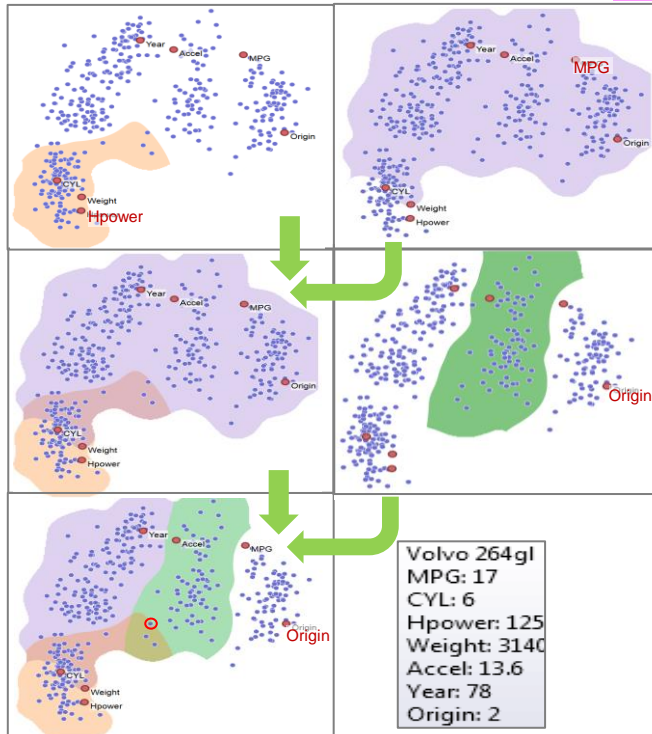 Year
Accel
MPG
Origin
CYL
Weight
Hpower
Year
Accel
MPG
Origin
CYL
Weight
Hpower
Year
Accel
MPG
Origin
CYL
Weight
Hpower
Origin
Year
Accel
MPG
Origin
CYL
Weight
Hpower
Volvo 264gl
MPG: 17
CYL: 6
Hpower: 125
Weight: 3140
Accel: 13.6
Year: 78
Origin: 2